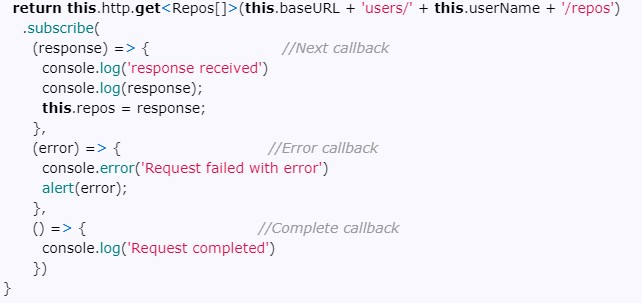 return this.http.get<Repos[]>(this.baseURL + 'users/' + this.userName + '/repos')
.subscribe(
(response) => { //Next callback
console.log('response received')
console.log(response);
this.repos = response;
},
(error) => { //Error callback
console.error('Request failed with error')
alert(error);
},
() => { //Complete callback
console.log('Request completed')
})
}